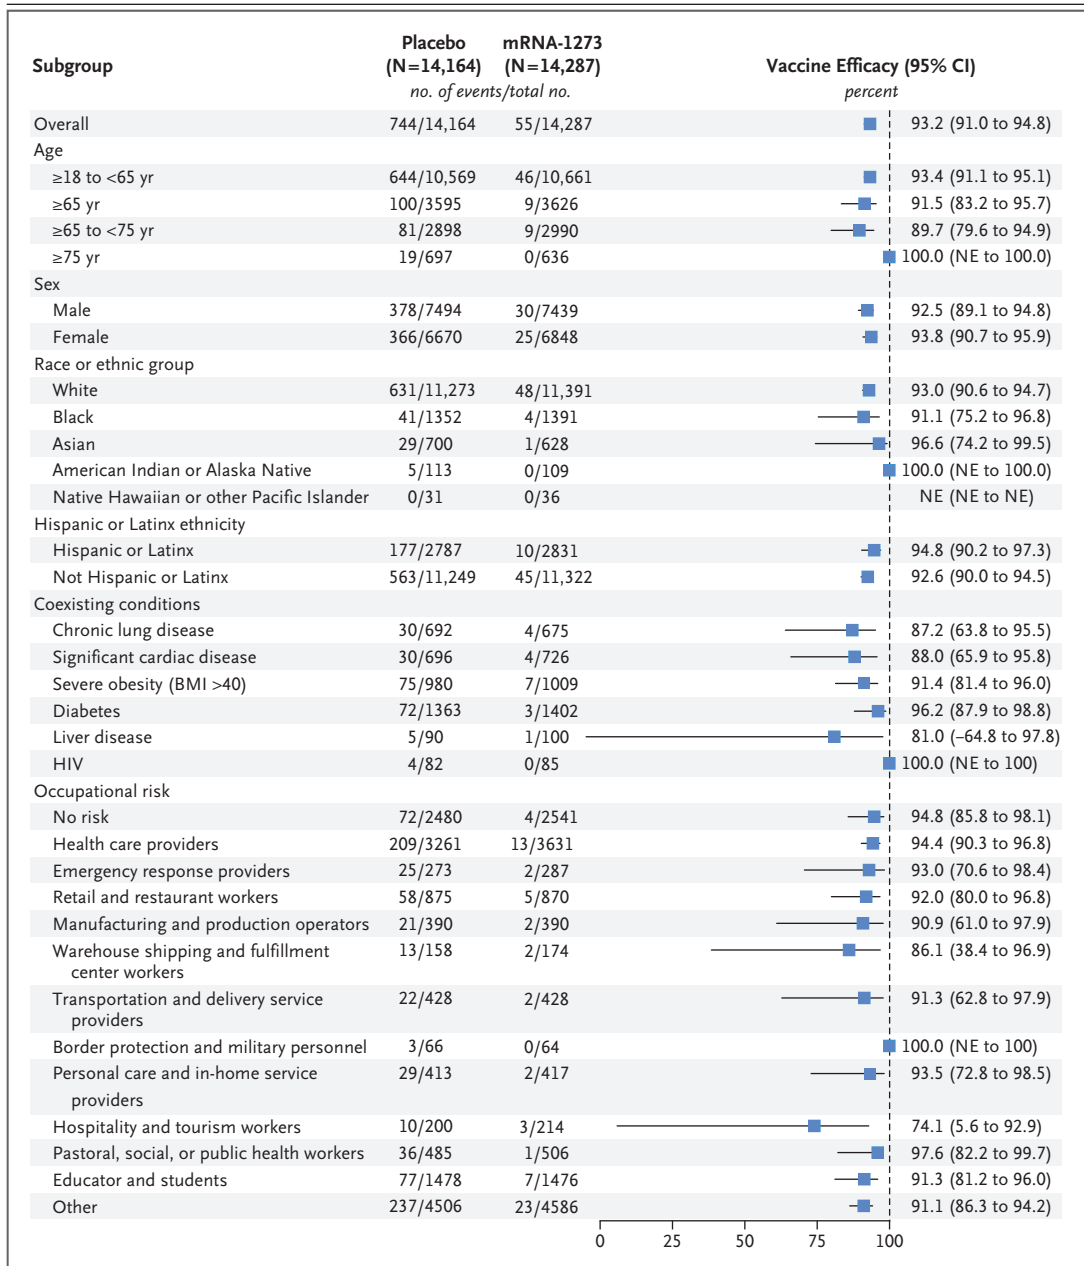 Subgroup Placebo (N=14,164) mRNA-1273 (N=14,287) Vaccine Efficacy (95% CI)
no. of events/total no. percent
Overall 744/14,164 55/14,287 93.2 (91.0 to 94.8)
Age
≥18 to <65 yr 644/10,569 46/10,661 93.4 (91.1 to 95.1)
≥65 yr 100/3595 9/3626 91.5 (83.2 to 95.7)
≥65 to <75 yr 81/2898 9/2990 89.7 (79.6 to 94.9)
≥75 yr 19/697 0/636 100.0 (NE to 100.0)
Sex
Male 378/7494 30/7439 92.5 (89.1 to 94.8)
Female 366/6670 25/6848 93.8 (90.7 to 95.9)
Race or ethnic group
White 631/11,273 48/11,391 93.0 (90.6 to 94.7)
Black 41/1352 4/1391 91.1 (75.2 to 96.8)
Asian 29/700 1/628 96.6 (74.2 to 99.5)
American Indian or Alaska Native 5/113 0/109 100.0 (NE to 100.0)
Native Hawaiian or other Pacific Islander 0/31 0/36 NE (NE to NE)
Hispanic or Latinx ethnicity
Hispanic or Latinx 177/2787 10/2831 94.8 (90.2 to 97.3)
Not Hispanic or Latinx 563/11,249 45/11,322 92.6 (90.0 to 94.5)
Coexisting conditions
Chronic lung disease 30/692 4/675 87.2 (63.8 to 95.5)
Significant cardiac disease 30/696 4/726 88.0 (65.9 to 95.8)
Severe obesity (BMI >40) 75/980 7/1009 91.4 (81.4 to 96.0)
Diabetes 72/1363 3/1402 96.2 (87.9 to 98.8)
Liver disease 5/90 1/100 81.0 (–64.8 to 97.8)
HIV 4/82 0/85 100.0 (NE to 100)
Occupational risk
No risk 72/2480 4/2541 94.8 (85.8 to 98.1)
Health care providers 209/3261 13/3631 94.4 (90.3 to 96.8)
Emergency response providers 25/273 2/287 93.0 (70.6 to 98.4)
Retail and restaurant workers 58/875 5/870 92.0 (80.0 to 96.8)
Manufacturing and production operators 21/390 2/390 90.9 (61.0 to 97.9)
Warehouse shipping and fulfillment 13/158 2/174 86.1 (38.4 to 96.9)
center workers
Transportation and delivery service 22/428 2/428 91.3 (62.8 to 97.9)
providers
Border protection and military personnel 3/66 0/64 100.0 (NE to 100)
Personal care and in-home service 29/413 2/417 93.5 (72.8 to 98.5)
providers
Hospitality and tourism workers 10/200 3/214 74.1 (5.6 to 92.9)
Pastoral, social, or public health workers 36/485 1/506 97.6 (82.2 to 99.7)
Educator and students 77/1478 7/1476 91.3 (81.2 to 96.0)
Other 237/4506 23/4586 91.1 (86.3 to 94.2)
0 25 50 75 100